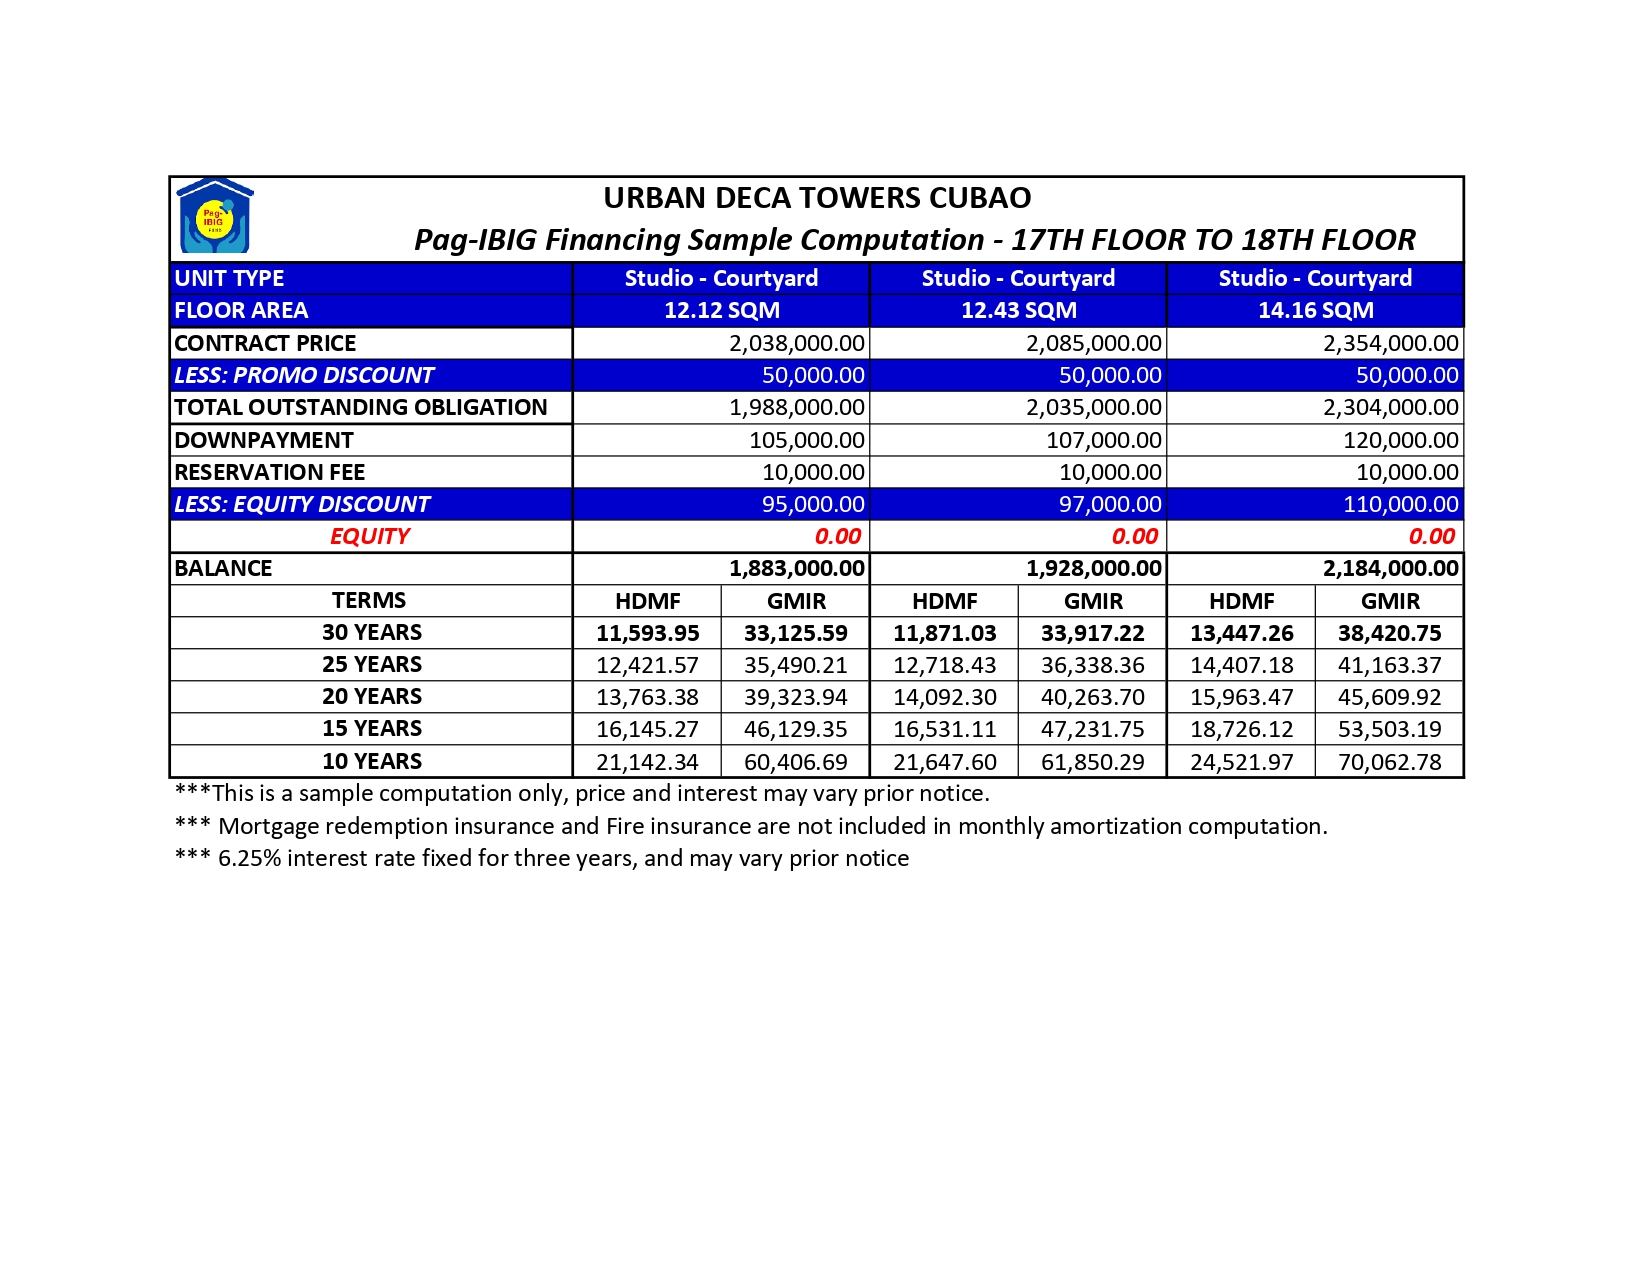 URBAN DECA TOWERS CUBAO
Pag-IBIG FUND
Pag-IBIG Financing Sample Computation - 17TH FLOOR TO 18TH FLOOR
UNIT TYPE Studio - Courtyard Studio - Courtyard Studio - Courtyard
FLOOR AREA 12.12 SQM 12.43 SQM 14.16 SQM
CONTRACT PRICE 2,038,000.00 2,085,000.00 2,354,000.00
LESS: PROMO DISCOUNT 50,000.00 50,000.00 50,000.00
TOTAL OUTSTANDING OBLIGATION 1,988,000.00 2,035,000.00 2,304,000.00
DOWNPAYMENT 105,000.00 107,000.00 120,000.00
RESERVATION FEE 10,000.00 10,000.00 10,000.00
LESS: EQUITY DISCOUNT 95,000.00 97,000.00 110,000.00
EQUITY 0.00 0.00 0.00
BALANCE 1,883,000.00 1,928,000.00 2,184,000.00
TERMS HDMF GMIR HDMF GMIR HDMF GMIR
30 YEARS 11,593.95 33,125.59 11,871.03 33,917.22 13,447.26 38,420.75
25 YEARS 12,421.57 35,490.21 12,718.43 36,338.36 14,407.18 41,163.37
20 YEARS 13,763.38 39,323.94 14,092.30 40,263.70 15,963.47 45,609.92
15 YEARS 16,145.27 46,129.35 16,531.11 47,231.75 18,726.12 53,503.19
10 YEARS 21,142.34 60,406.69 21,647.60 61,850.29 24,521.97 70,062.78
***This is a sample computation only, price and interest may vary prior notice.
*** Mortgage redemption insurance and Fire insurance are not included in monthly amortization computation.
*** 6.25% interest rate fixed for three years, and may vary prior notice